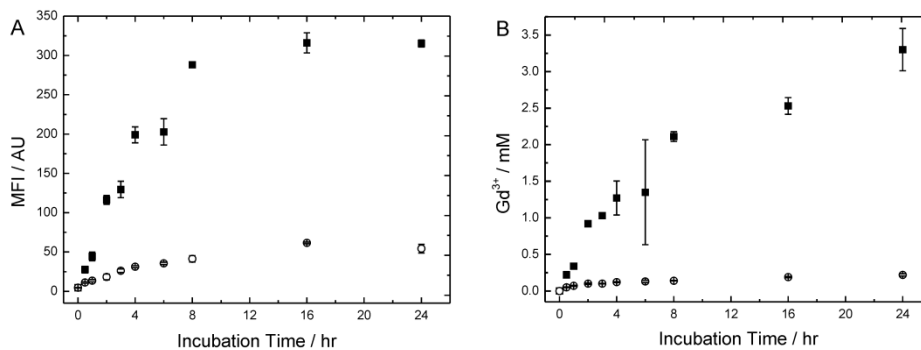 A
350
300
250
200
150
100
50
0
MFI / AU
0 4 8 12 16 20 24
Incubation Time / hr
B
3.5
3.0
2.5
2.0
1.5
1.0
0.5
0.0
Gd³⁺ / mM
0 4 8 12 16 20 24
Incubation Time / hr